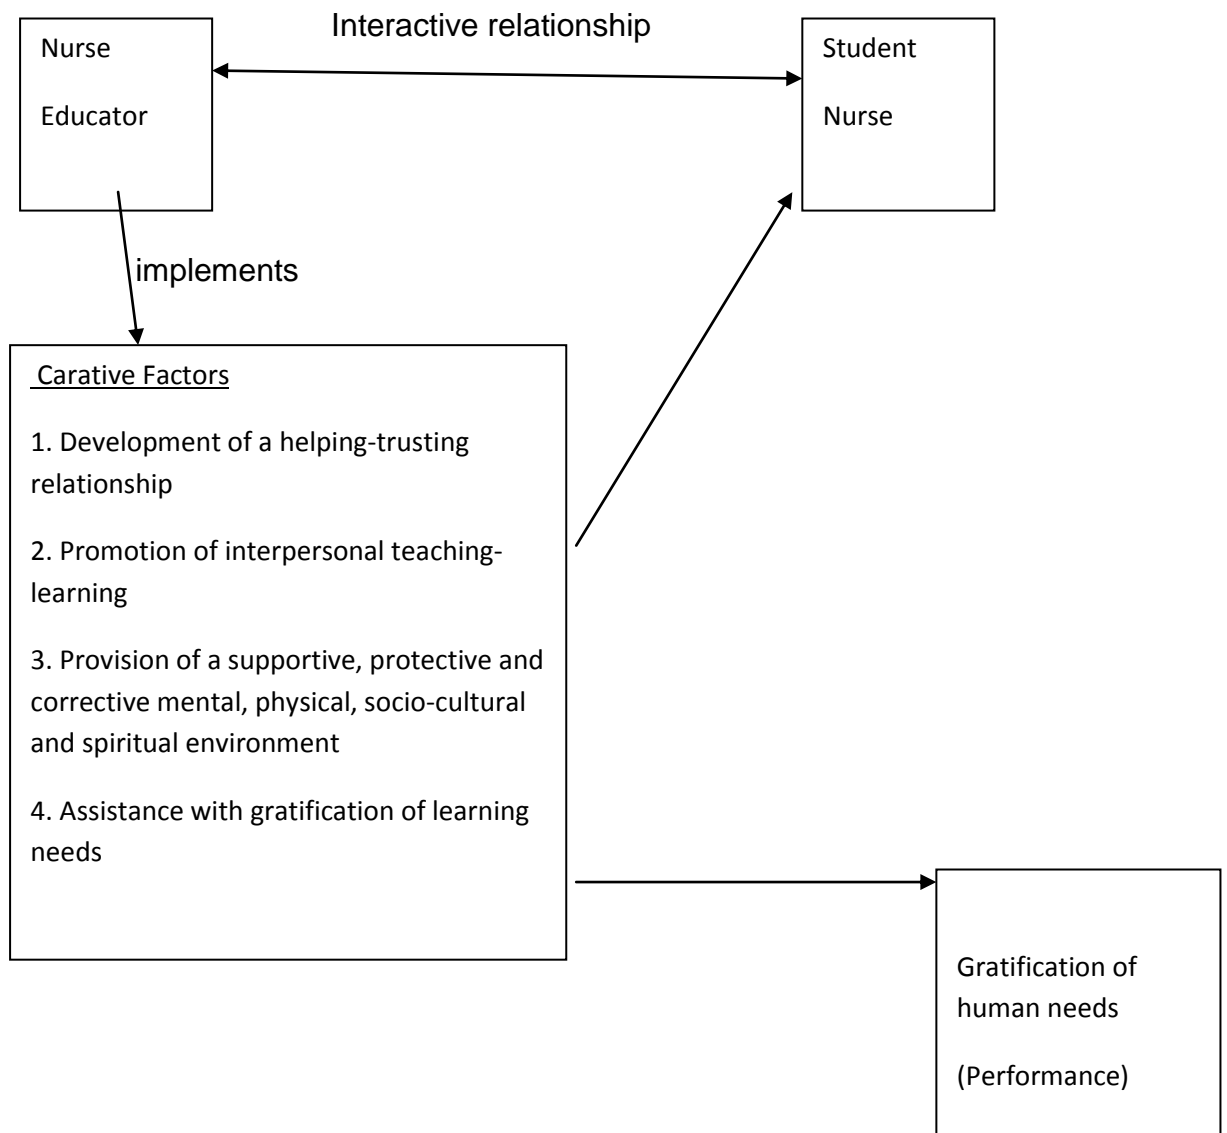 Interactive relationship
Nurse
Educator
Student
Nurse
implements
Carative Factors
1. Development of a helping-trusting
relationship
2. Promotion of interpersonal teaching-
learning
3. Provision of a supportive, protective and
corrective mental, physical, socio-cultural
and spiritual environment
4. Assistance with gratification of learning
needs
Gratification of
human needs
(Performance)